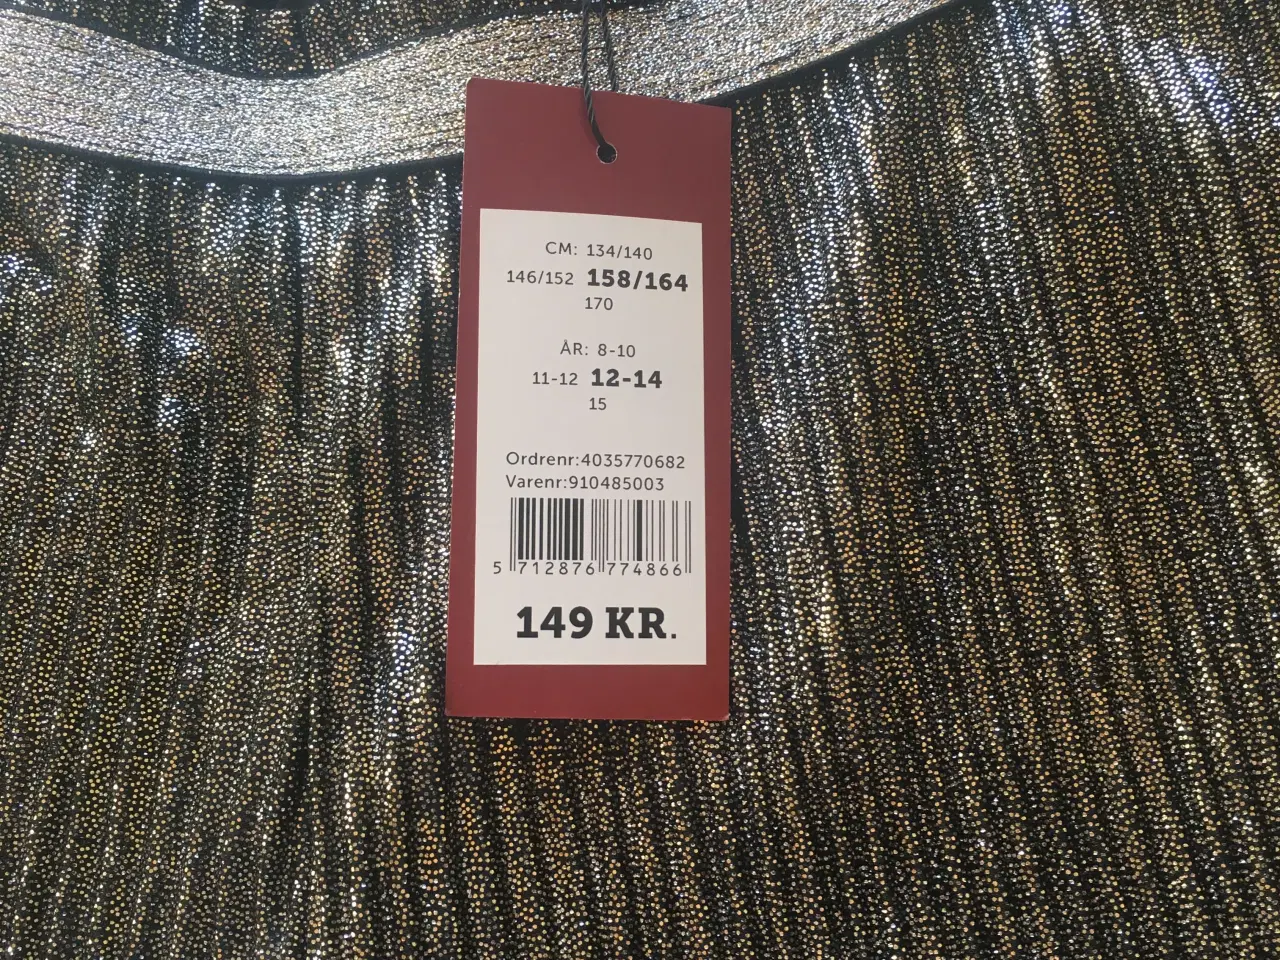 CM: 134/140
146/152 158/164
170
ÅR: 8-10
11-12 12-14
15
Ordrenr:4035770682
Varenr:910485003
5 712876 774866
149 KR.